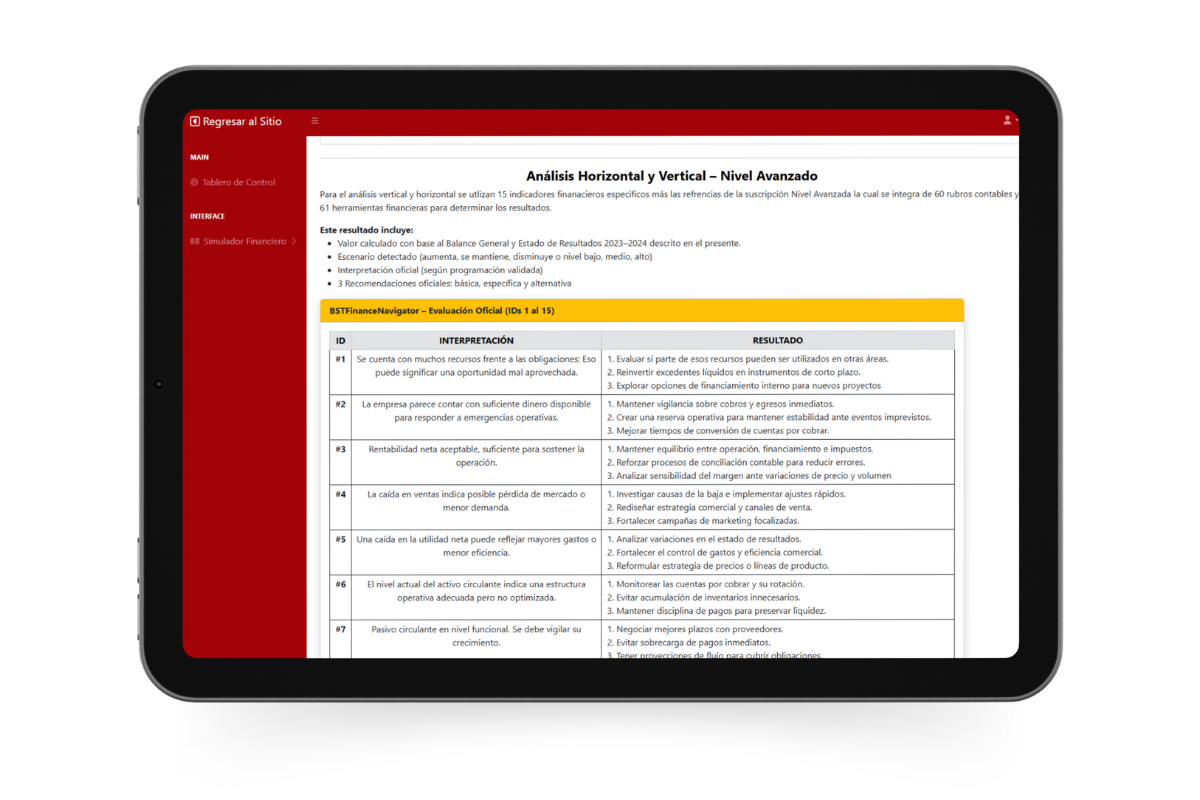 Regresar al Sitio
MAIN
Tablero de Control
INTERFACE
Simulador Financiero
Análisis Horizontal y Vertical – Nivel Avanzado
Para el análisis vertical y horizontal se utlizan 15 indicadores finanacieros específicos más las refrencias de la suscripción Nivel Avanzada la cual se integra de 60 rubros contables y
61 herramientas financieras para determinar los resultados.
Este resultado incluye:
• Valor calculado con base al Balance General y Estado de Resultados 2023–2024 descrito en el presente.
• Escenario detectado (aumenta, se mantiene, disminuye o nivel bajo, medio, alto)
• Interpretación oficial (según programación validada)
• 3 Recomendaciones oficiales: básica, específica y alternativa
BSTFinanceNavigator – Evaluación Oficial (IDs 1 al 15)
ID INTERPRETACIÓN RESULTADO
#1 Se cuenta con muchos recursos frente a las obligaciones; Eso
puede significar una oportunidad mal aprovechada.
1. Evaluar si parte de esos recursos pueden ser utilizados en otras áreas.
2. Reinvertir excedentes líquidos en instrumentos de corto plazo.
3. Explorar opciones de financiamiento interno para nuevos proyectos
#2 La empresa parece contar con suficiente dinero disponible
para responder a emergencias operativas.
1. Mantener vigilancia sobre cobros y egresos inmediatos.
2. Crear una reserva operativa para mantener estabilidad ante eventos imprevistos.
3. Mejorar tiempos de conversión de cuentas por cobrar.
#3 Rentabilidad neta aceptable, suficiente para sostener la
operación.
1. Mantener equilibrio entre operación, financiamiento e impuestos.
2. Reforzar procesos de conciliación contable para reducir errores.
3. Analizar sensibilidad del margen ante variaciones de precio y volumen
#4 La caída en ventas indica posible pérdida de mercado o
menor demanda.
1. Investigar causas de la baja e implementar ajustes rápidos.
2. Rediseñar estrategia comercial y canales de venta.
3. Fortalecer campañas de marketing focalizadas.
#5 Una caída en la utilidad neta puede reflejar mayores gastos o
menor eficiencia.
1. Analizar variaciones en el estado de resultados.
2. Fortalecer el control de gastos y eficiencia comercial.
3. Reformular estrategia de precios o líneas de producto.
#6 El nivel actual del activo circulante indica una estructura
operativa adecuada pero no optimizada.
1. Monitorear las cuentas por cobrar y su rotación.
2. Evitar acumulación de inventarios innecesarios.
3. Mantener disciplina de pagos para preservar liquidez.
#7 Pasivo circulante en nivel funcional. Se debe vigilar su
crecimiento.
1. Negociar mejores plazos con proveedores.
2. Evitar sobrecarga de pagos inmediatos.
3. Tener proyecciones de flujo para cubrir obligaciones.